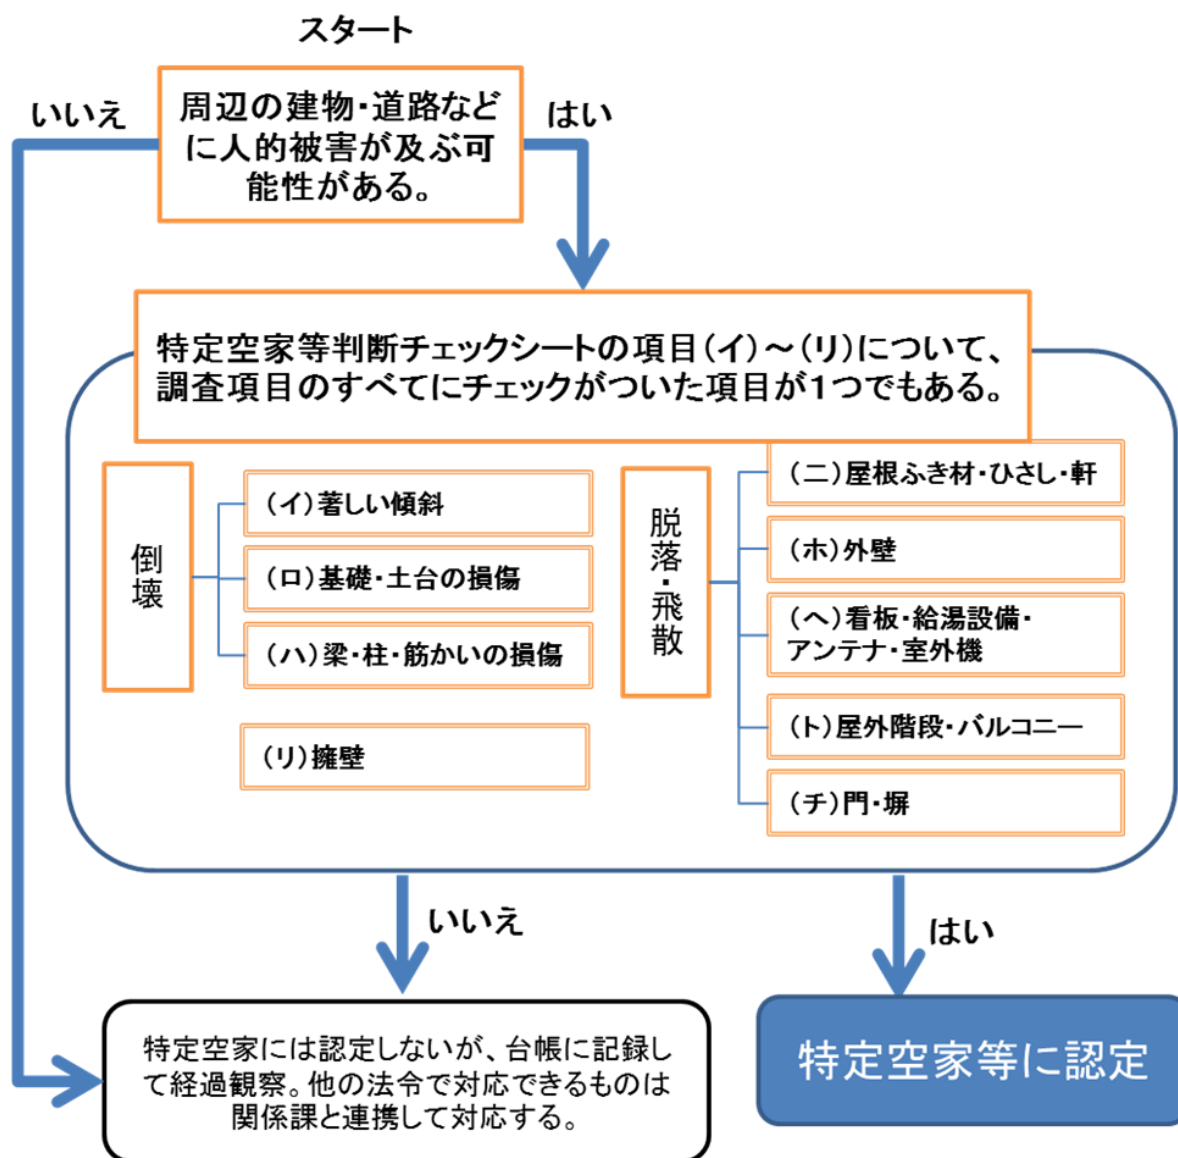 スタート
いいえ
はい
周辺の建物・道路など
に人的被害が及ぶ可
能性がある。
特定空家等判断チェックシートの項目(イ)～(リ)について、
調査項目のすべてにチェックがついた項目が1つでもある。
倒壊
(イ)著しい傾斜
(ロ)基礎・土台の損傷
(ハ)梁・柱・筋かいの損傷
(リ)擁壁
脱落・飛散
(ニ)屋根ふき材・ひさし・軒
(ホ)外壁
(ヘ)看板・給湯設備・
アンテナ・室外機
(ト)屋外階段・バルコニー
(チ)門・塀
いいえ
はい
特定空家には認定しないが、台帳に記録し
て経過観察。他の法令で対応できるものは
関係課と連携して対応する。
特定空家等に認定